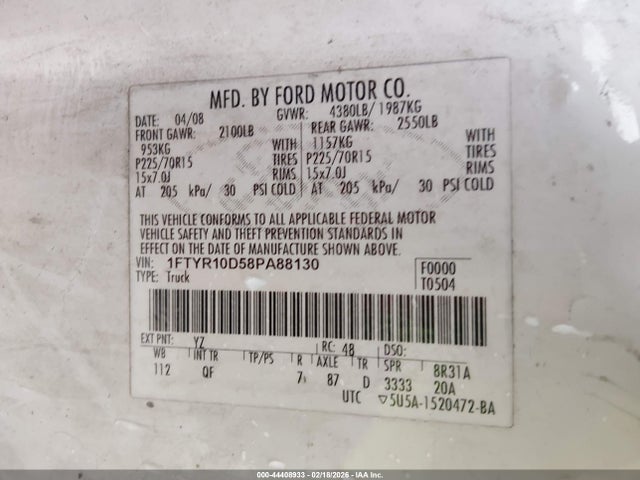 MFD. BY FORD MOTOR CO.
DATE: 04/08 GVWR: 4380LB/ 1987KG
FRONT GAWR: 2100LB REAR GAWR: 2550LB
953KG WITH 1157KG WITH
P225/70R15 TIRES P225/70R15 TIRES
15x7.0J RIMS 15x7.0J RIMS
AT 205 kPa/ 30 PSI COLD AT 205 kPa/ 30 PSI COLD
THIS VEHICLE CONFORMS TO ALL APPLICABLE FEDERAL MOTOR
VEHICLE SAFETY AND THEFT PREVENTION STANDARDS IN
EFFECT ON THE DATE OF MANUFACTURE SHOWN ABOVE.
VIN: 1FTYR10D58PA88130 F0000
TYPE: Truck T0504
EXT PNT: YZ RC: 48 DSO:
WB INT TR TP/PS R AXLE TR SPR 8R31A
112 QF 7 87 D 3333 20A
UTC ▽5U5A-1520472-BA
000-44408933 - 02/18/2026 - IAAI.com